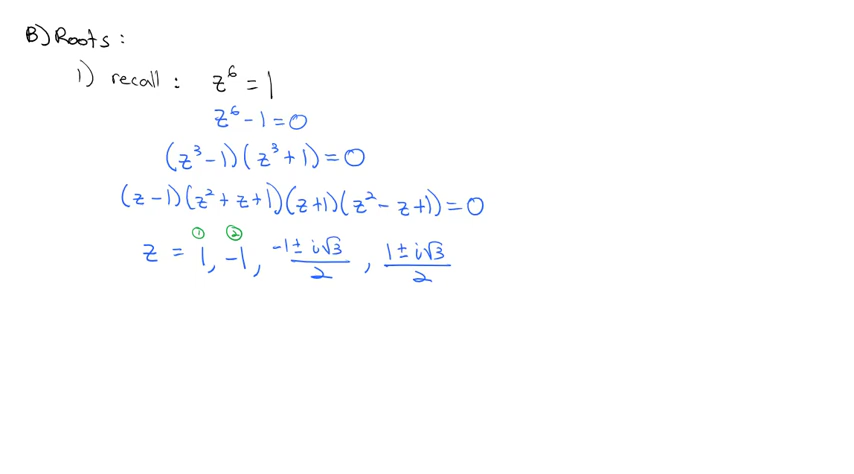 B) Roots:
1) recall: z⁶ = 1
z⁶ - 1 = 0
(z³ - 1)(z³ + 1) = 0
(z - 1)(z² + z + 1)(z + 1)(z² - z + 1) = 0
① ②
z = 1, -1, (-1 ± i√3)/2, (1 ± i√3)/2